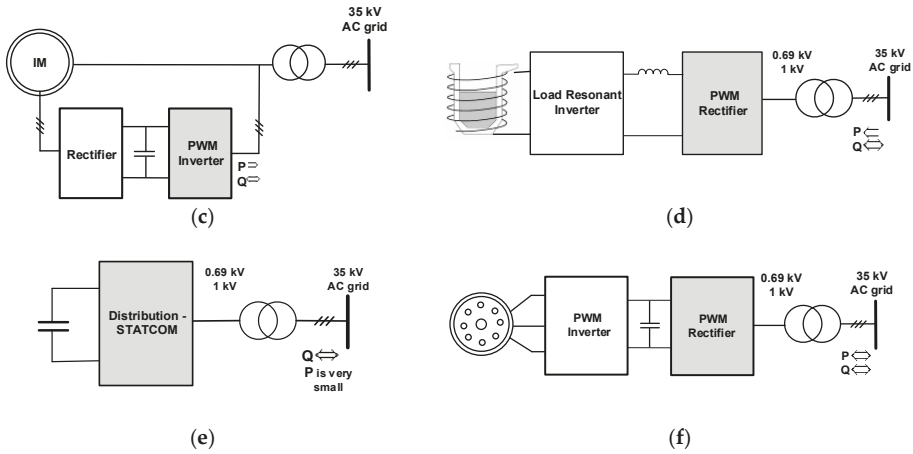 35 kV
AC grid
IM
Rectifier
PWM
Inverter
P
Q
(c)
0.69 kV
1 kV
35 kV
AC grid
Load Resonant
Inverter
PWM
Rectifier
P
Q
(d)
0.69 kV
1 kV
35 kV
AC grid
Distribution -
STATCOM
Q
P is very
small
(e)
0.69 kV
1 kV
35 kV
AC grid
PWM
Inverter
PWM
Rectifier
P
Q
(f)